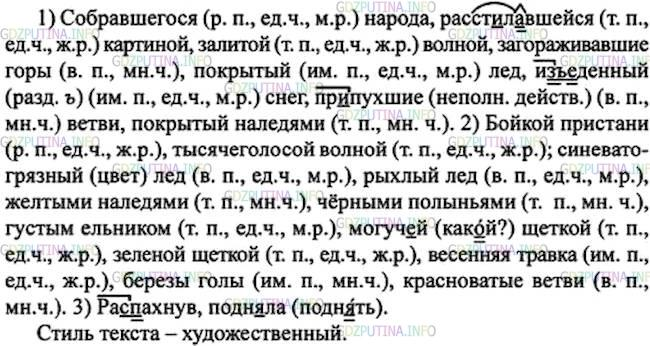 1) Собравшегося (р. п., ед.ч., м.р.) народа, расстилавшейся (т. п.,
ед.ч., ж.р.) картиной, залитой (т. п., ед.ч., ж.р.) волной, загораживавшие
горы (в. п., мн.ч.), покрытый (им. п., ед.ч., м.р.) лед, изъеденный
(разд. ъ) (им. п., ед.ч., м.р.) снег, припухшие (неполн. действ.) (в. п.,
мн.ч.) ветви, покрытый наледями (т. п., мн. ч.). 2) Бойкой пристани
(р. п., ед.ч., ж.р.), тысячеголосой волной (т. п., ед.ч., ж.р.); синевато-
грязный (цвет) лед (в. п., ед.ч., м.р.), рыхлый лед (в. п., ед.ч., м.р.),
желтыми наледями (т. п., мн.ч.), чёрными полыньями (т. п., мн. ч.),
густым ельником (т. п., ед.ч., м.р.), могучей (како́й?) щеткой (т. п.,
ед.ч., ж.р.), зеленой щеткой (т. п., ед.ч., ж.р.), весенняя травка (им. п.,
ед.ч., ж.р.), березы голы (им. п., мн.ч.), красноватые ветви (в. п.,
мн.ч.). 3) Распахнув, подняла (подня́ть).
Стиль текста – художественный.